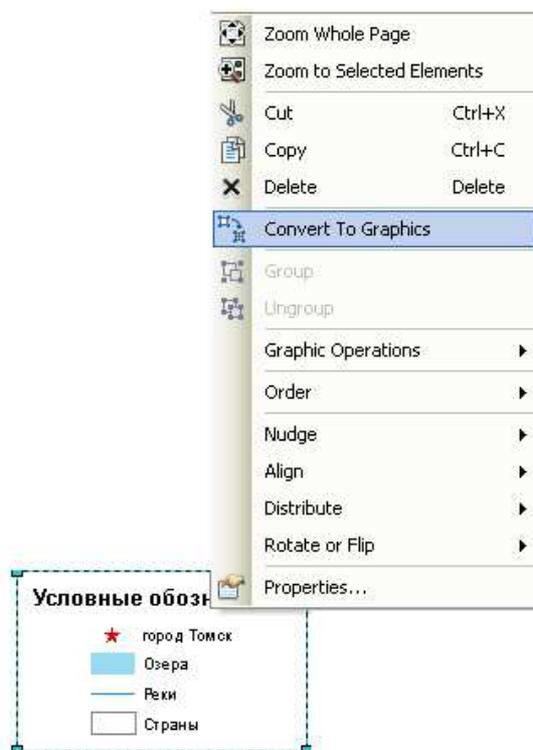 Zoom Whole Page
Zoom to Selected Elements
Cut Ctrl+X
Copy Ctrl+C
Delete Delete
Convert To Graphics
Group
Ungroup
Graphic Operations
Order
Nudge
Align
Distribute
Rotate or Flip
Properties...
Условные
город Томск
Озера
Реки
Страны